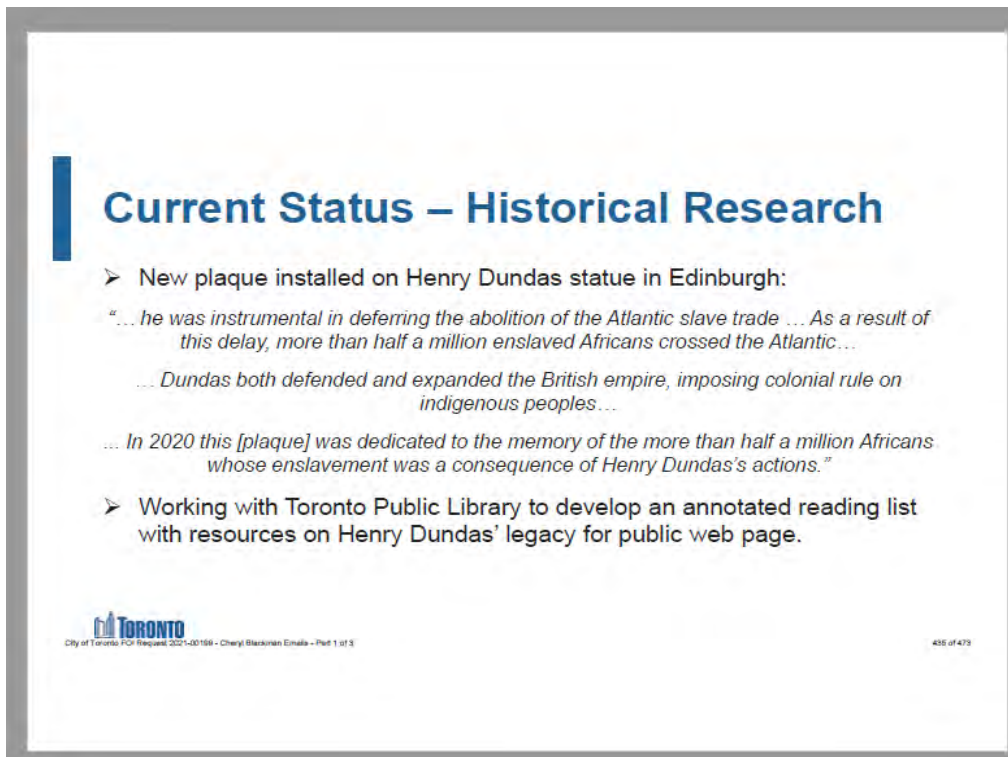 Current Status – Historical Research
➢ New plaque installed on Henry Dundas statue in Edinburgh:
"… he was instrumental in deferring the abolition of the Atlantic slave trade … As a result of
this delay, more than half a million enslaved Africans crossed the Atlantic…
… Dundas both defended and expanded the British empire, imposing colonial rule on
indigenous peoples…
... In 2020 this [plaque] was dedicated to the memory of the more than half a million Africans
whose enslavement was a consequence of Henry Dundas's actions."
➢ Working with Toronto Public Library to develop an annotated reading list
with resources on Henry Dundas' legacy for public web page.
TORONTO
City of Toronto FOI Request 2021-00199 - Cheryl Blackman Emails - Part 1 of 3
435 of 473